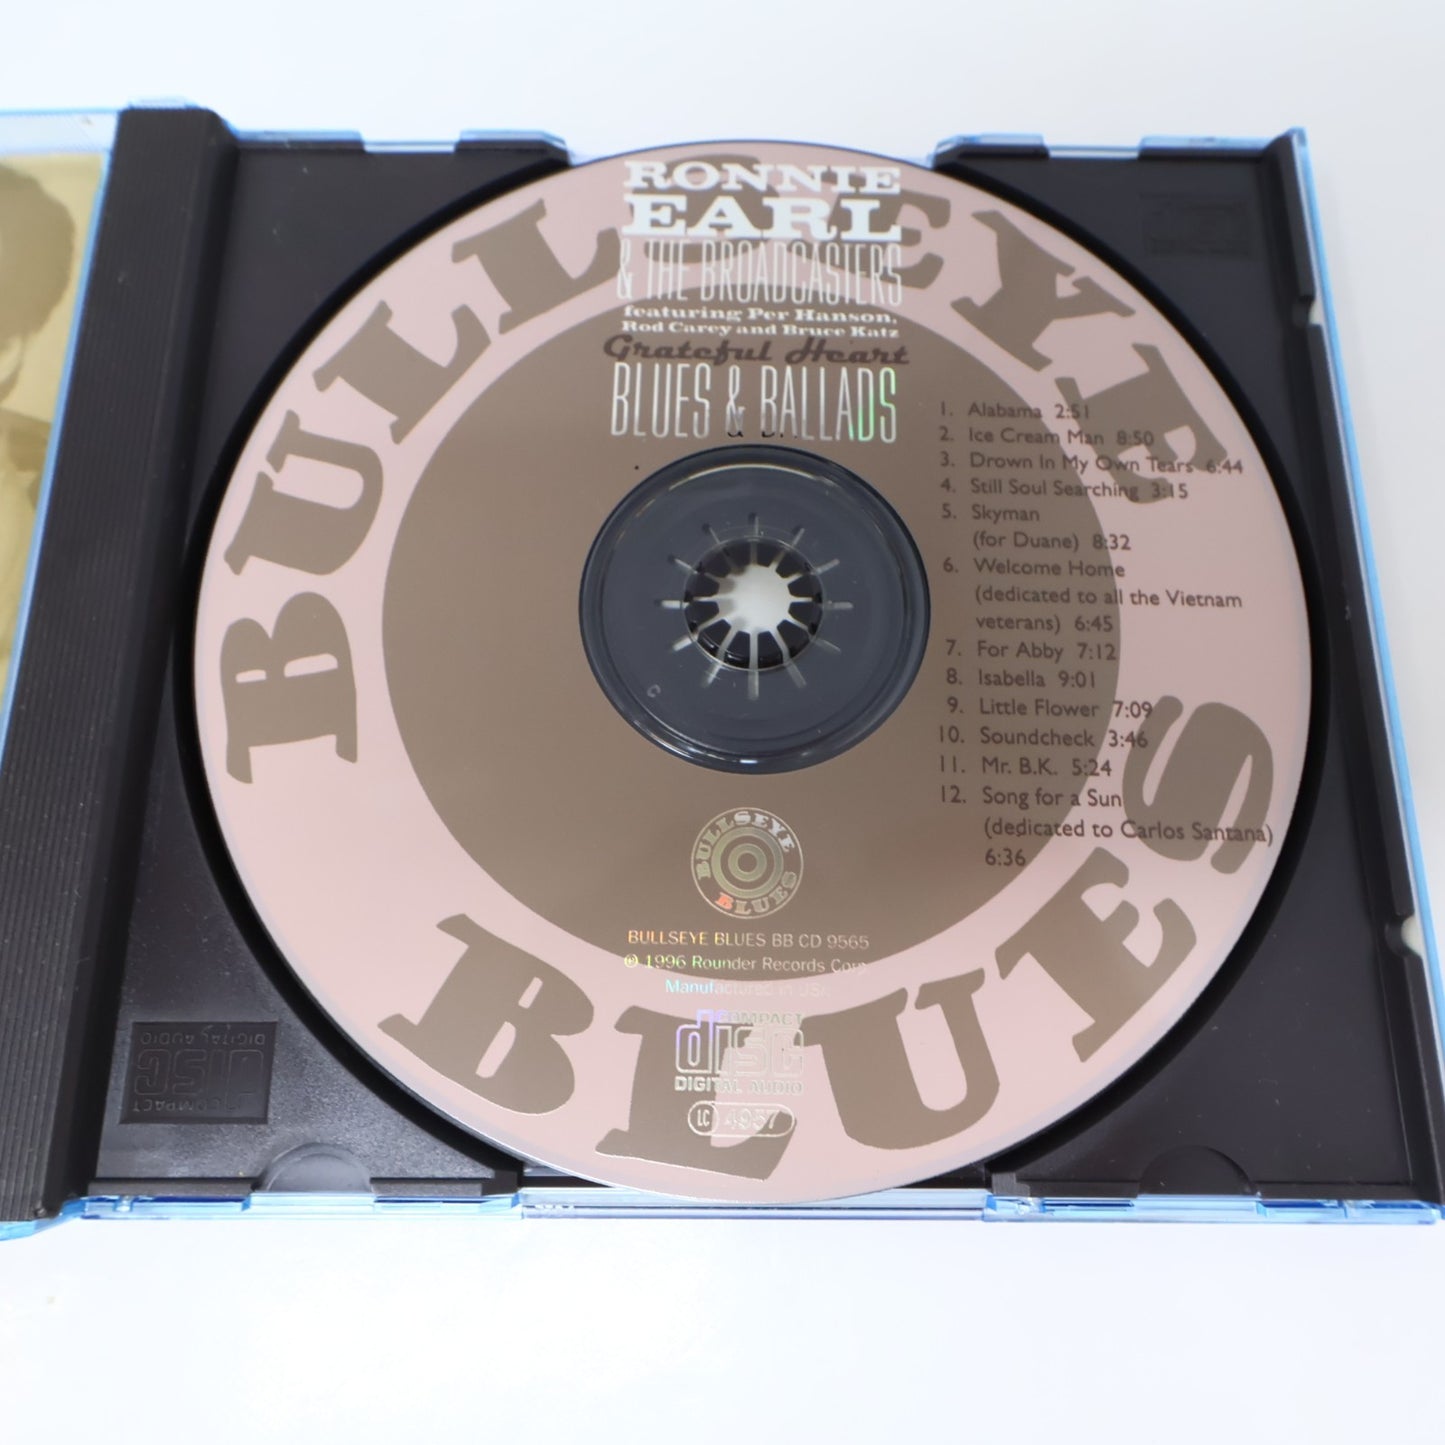 RONNIE
EARL
& THE BROADCASTERS
featuring Per Hanson,
Rod Carey and Bruce Katz
Grateful Heart
BLUES & BALLADS
BULLSEYE
BLUES
1. Alabama 2:51
2. Ice Cream Man 8:50
3. Drown In My Own Tears 6:44
4. Still Soul Searching 3:15
5. Skyman
(for Duane) 8:32
6. Welcome Home
(dedicated to all the Vietnam
veterans) 6:45
7. For Abby 7:12
8. Isabella 9:01
9. Little Flower 7:09
10. Soundcheck 3:46
11. Mr. B.K. 5:24
12. Song for a Sun
(dedicated to Carlos Santana)
6:36
BULLSEYE
BLUES
BULLSEYE BLUES BB CD 9565
℗ 1996 Rounder Records Corp.
Manufactured in USA
COMPACT
disc
DIGITAL AUDIO
LC 4957
COMPACT
disc
DIGITAL AUDIO